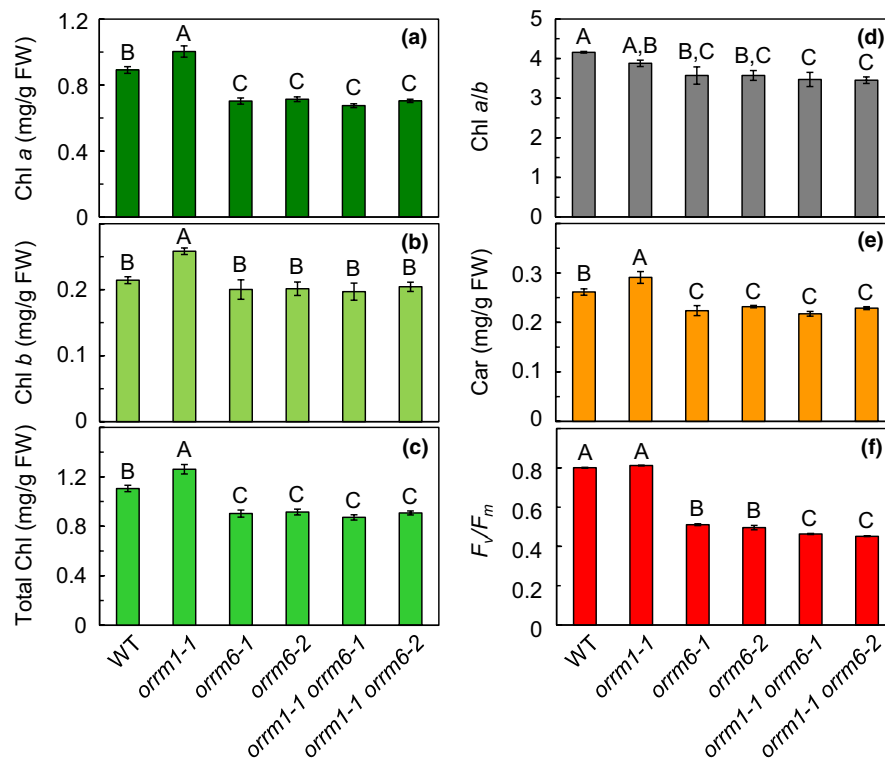 (a)
Chl a (mg/g FW)
1.2
0.8
0.4
0
B A C C C C
(b)
Chl b (mg/g FW)
0.2
0.1
0
B A B B B B
(c)
Total Chl (mg/g FW)
1.2
0.8
0.4
0
B A C C C C
WT
orrm1-1
orrm6-1
orrm6-2
orrm1-1 orrm6-1
orrm1-1 orrm6-2
(d)
Chl a/b
5
4
3
2
1
0
A A,B B,C B,C C C
(e)
Car (mg/g FW)
0.3
0.2
0.1
0
B A C C C C
(f)
Fv/Fm
0.8
0.6
0.4
0.2
0
A A B B C C
WT
orrm1-1
orrm6-1
orrm6-2
orrm1-1 orrm6-1
orrm1-1 orrm6-2